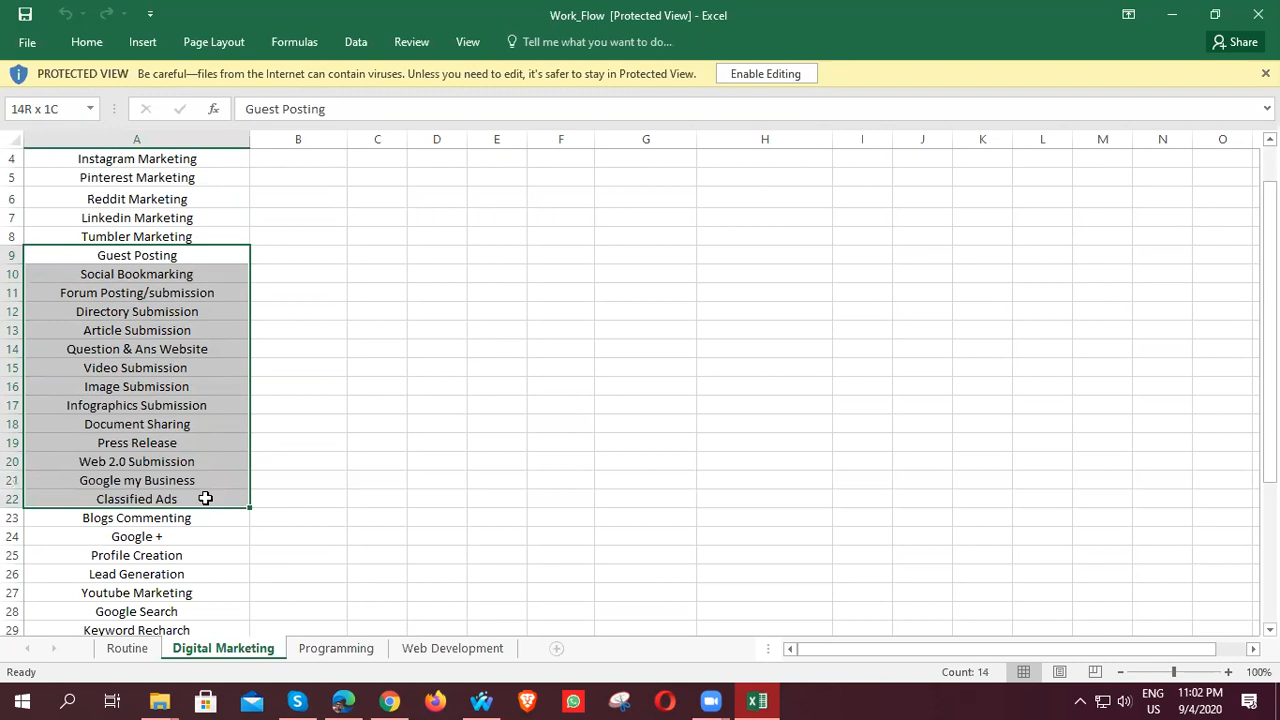 Work_Flow [Protected View] - Excel
File Home Insert Page Layout Formulas Data Review View Tell me what you want to do... Share
PROTECTED VIEW Be careful—files from the Internet can contain viruses. Unless you need to edit, it's safer to stay in Protected View. Enable Editing
14R x 1C fx Guest Posting
A B C D E F G H I J K L M N O
4 Instagram Marketing
5 Pinterest Marketing
6 Reddit Marketing
7 Linkedin Marketing
8 Tumbler Marketing
9 Guest Posting
10 Social Bookmarking
11 Forum Posting/submission
12 Directory Submission
13 Article Submission
14 Question & Ans Website
15 Video Submission
16 Image Submission
17 Infographics Submission
18 Document Sharing
19 Press Release
20 Web 2.0 Submission
21 Google my Business
22 Classified Ads
23 Blogs Commenting
24 Google +
25 Profile Creation
26 Lead Generation
27 Youtube Marketing
28 Google Search
29 Keyword Recharch
Routine Digital Marketing Programming Web Development
Ready Count: 14 100%
ENG 11:02 PM
US 9/4/2020